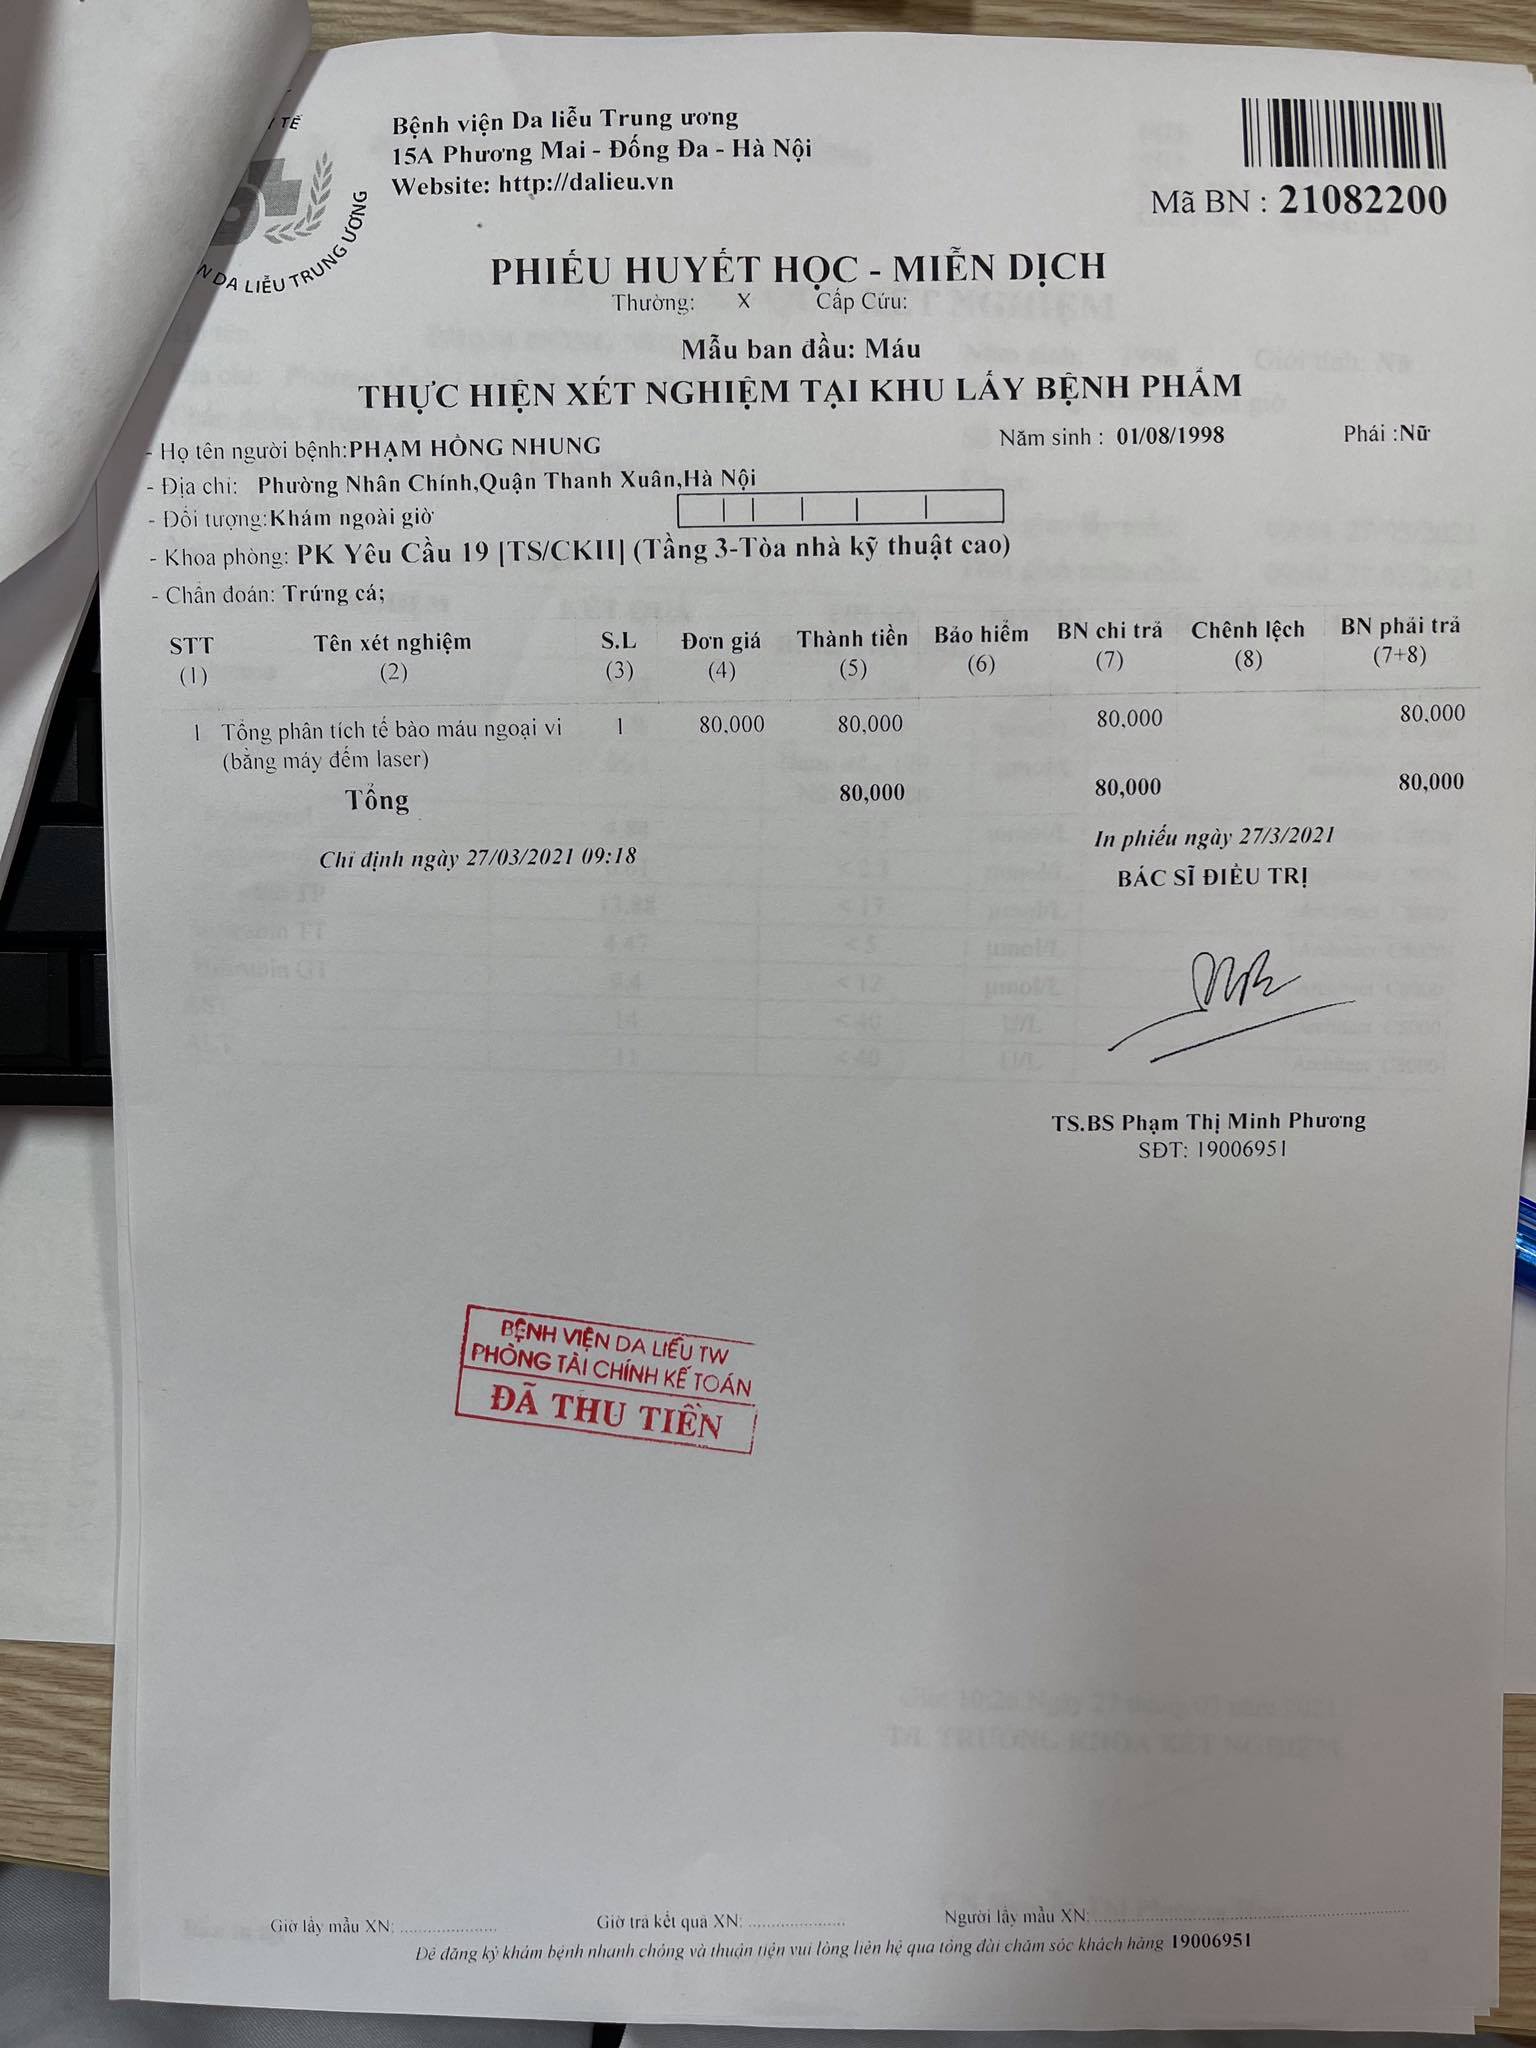 Y TẾ
N DA LIỄU TRUNG ƯƠNG
Bệnh viện Da liễu Trung ương
15A Phương Mai - Đống Đa - Hà Nội
Website: http://dalieu.vn
Mã BN : 21082200
PHIẾU HUYẾT HỌC - MIỄN DỊCH
Thường: X Cấp Cứu:
Mẫu ban đầu: Máu
THỰC HIỆN XÉT NGHIỆM TẠI KHU LẤY BỆNH PHẨM
- Họ tên người bệnh:PHẠM HỒNG NHUNG Năm sinh : 01/08/1998 Phái :Nữ
- Địa chỉ: Phường Nhân Chính,Quận Thanh Xuân,Hà Nội
- Đối tượng:Khám ngoài giờ
- Khoa phòng: PK Yêu Cầu 19 [TS/CKII] (Tầng 3-Tòa nhà kỹ thuật cao)
- Chẩn đoán: Trứng cá;
STT Tên xét nghiệm S.L Đơn giá Thành tiền Bảo hiểm BN chi trả Chênh lệch BN phải trả
(1) (2) (3) (4) (5) (6) (7) (8) (7+8)
1 Tổng phân tích tế bào máu ngoại vi 1 80,000 80,000 80,000 80,000
(bằng máy đếm laser)
Tổng 80,000 80,000 80,000
Chỉ định ngày 27/03/2021 09:18
In phiếu ngày 27/3/2021
BÁC SĨ ĐIỀU TRỊ
TS.BS Phạm Thị Minh Phương
SĐT: 19006951
BỆNH VIỆN DA LIỄU TW
PHÒNG TÀI CHÍNH KẾ TOÁN
ĐÃ THU TIỀN
Giờ lấy mẫu XN: .................... Giờ trả kết quả XN: .................... Người lấy mẫu XN: ....................
Để đăng ký khám bệnh nhanh chóng và thuận tiện vui lòng liên hệ qua tổng đài chăm sóc khách hàng 19006951